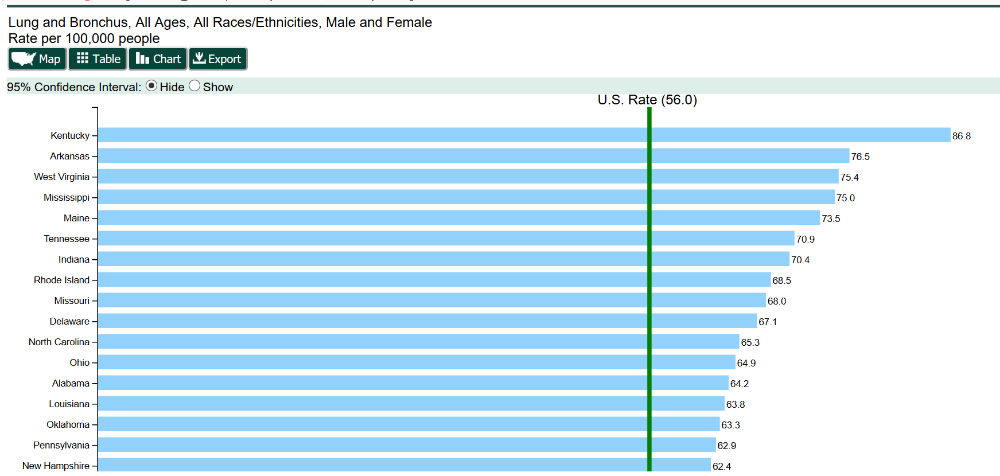 Lung and Bronchus, All Ages, All Races/Ethnicities, Male and Female
Rate per 100,000 people
Map Table Chart Export
95% Confidence Interval: Hide Show
U.S. Rate (56.0)
Kentucky 86.8
Arkansas 76.5
West Virginia 75.4
Mississippi 75.0
Maine 73.5
Tennessee 70.9
Indiana 70.4
Rhode Island 68.5
Missouri 68.0
Delaware 67.1
North Carolina 65.3
Ohio 64.9
Alabama 64.2
Louisiana 63.8
Oklahoma 63.3
Pennsylvania 62.9
New Hampshire 62.4